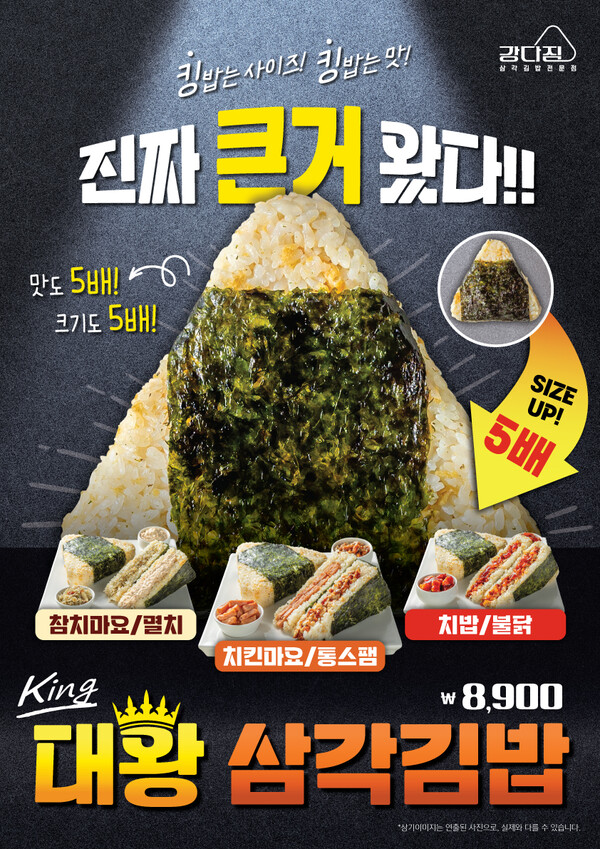 강다짐
삼각김밥전문점
킹받는 사이즈! 킹받는 맛!
진짜 큰거 왔다!!
맛도 5배!
크기도 5배!
SIZE
UP!
5배
참치마요/멸치
치킨마요/통스팸
치밥/불닭
King
₩ 8,900
대왕 삼각김밥
*상기이미지는 연출된 사진으로, 실제와 다를 수 있습니다.